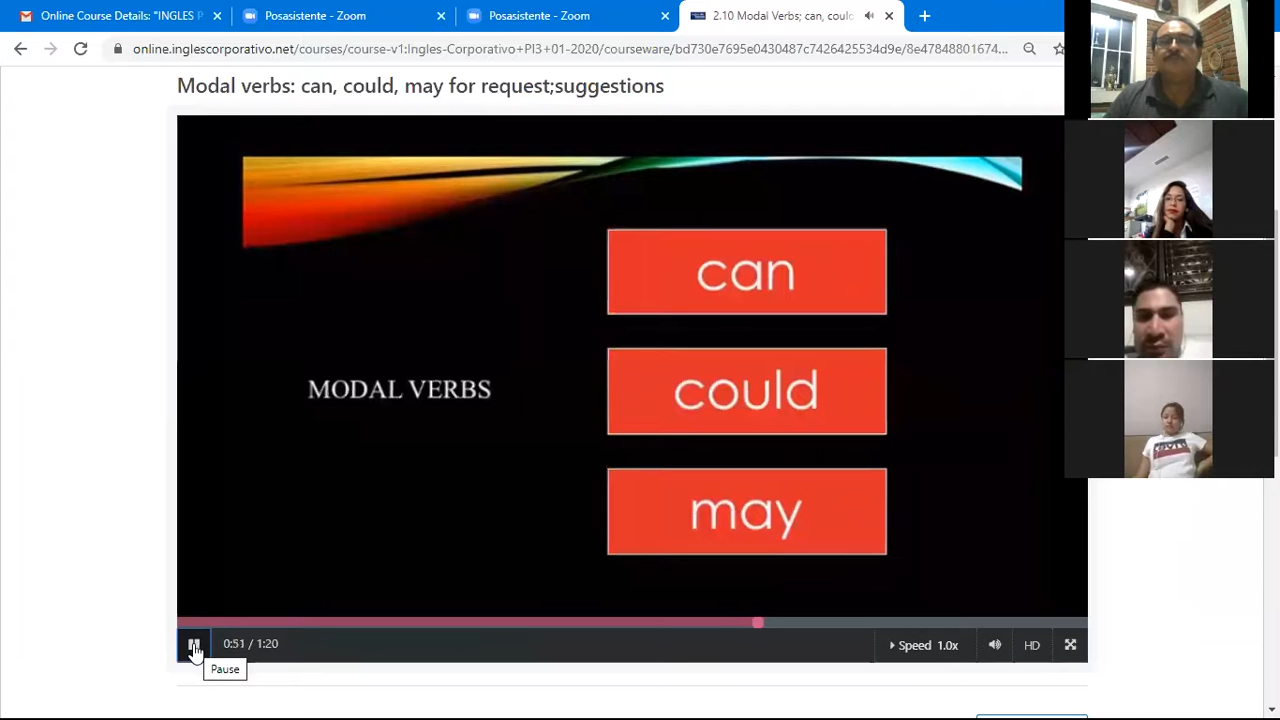 Online Course Details: "INGLES P
Posasistente - Zoom
Posasistente - Zoom
2.10 Modal Verbs; can, could
online.inglescorporativo.net/courses/course-v1:Ingles-Corporativo+PI3+01-2020/courseware/bd730e7695e0430487c7426425534d9e/8e47848801674...
Modal verbs: can, could, may for request;suggestions
can
MODAL VERBS
could
may
0:51 / 1:20
Speed 1.0x
HD
Pause